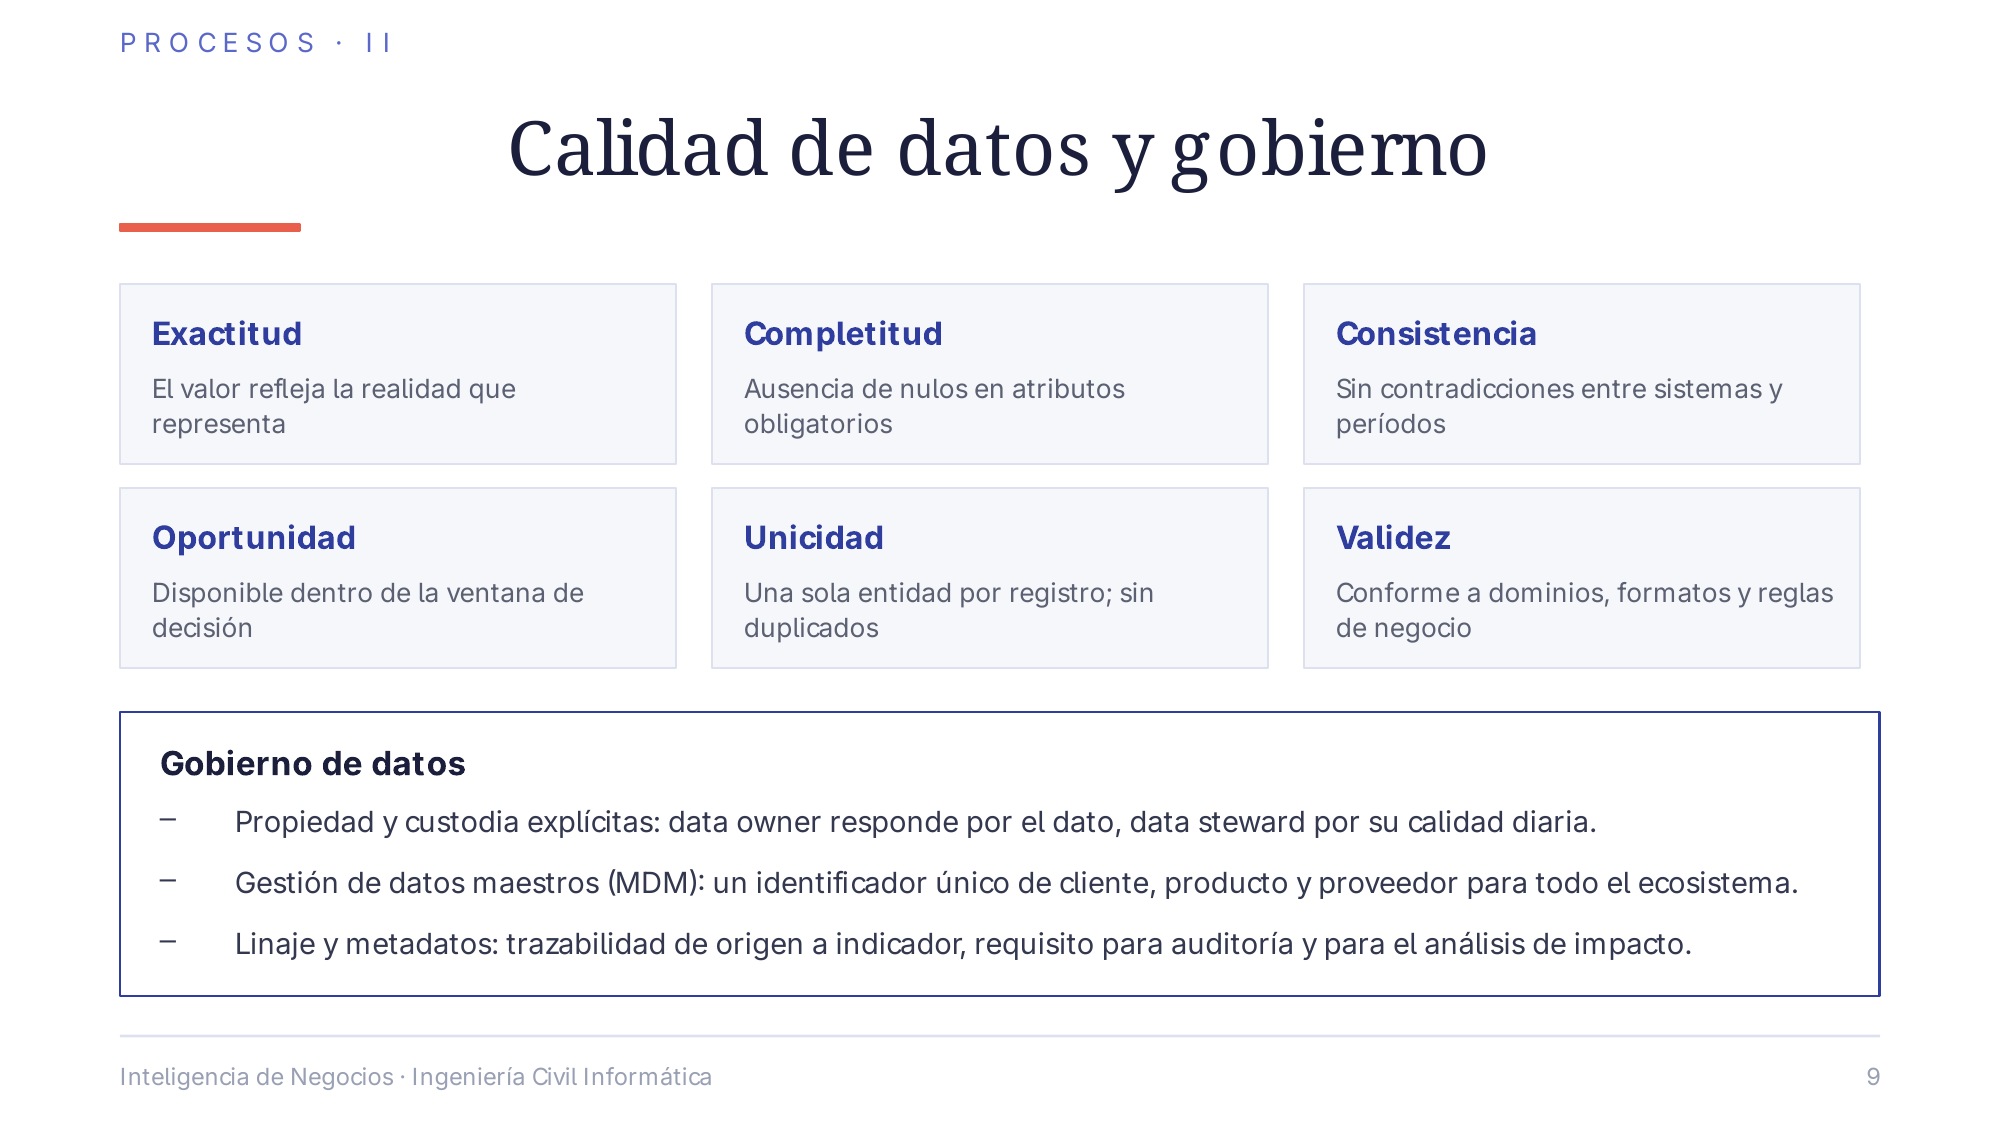 PROCESOS · II
Calidad de datos y gobierno
Exactitud
El valor refleja la realidad que
representa
Completitud
Ausencia de nulos en atributos
obligatorios
Consistencia
Sin contradicciones entre sistemas y
períodos
Oportunidad
Disponible dentro de la ventana de
decisión
Unicidad
Una sola entidad por registro; sin
duplicados
Validez
Conforme a dominios, formatos y reglas
de negocio
Gobierno de datos
– Propiedad y custodia explícitas: data owner responde por el dato, data steward por su calidad diaria.
– Gestión de datos maestros (MDM): un identificador único de cliente, producto y proveedor para todo el ecosistema.
– Linaje y metadatos: trazabilidad de origen a indicador, requisito para auditoría y para el análisis de impacto.
Inteligencia de Negocios · Ingeniería Civil Informática
9